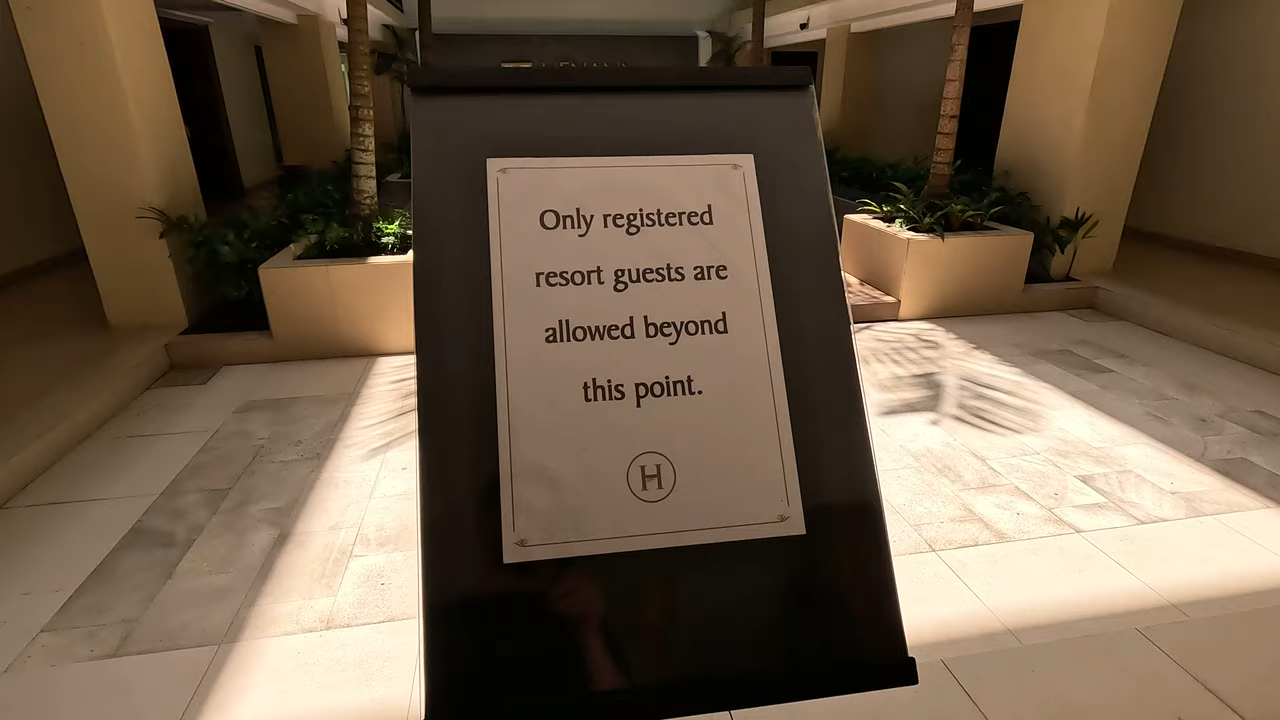 Only registered
resort guests are
allowed beyond
this point.
H